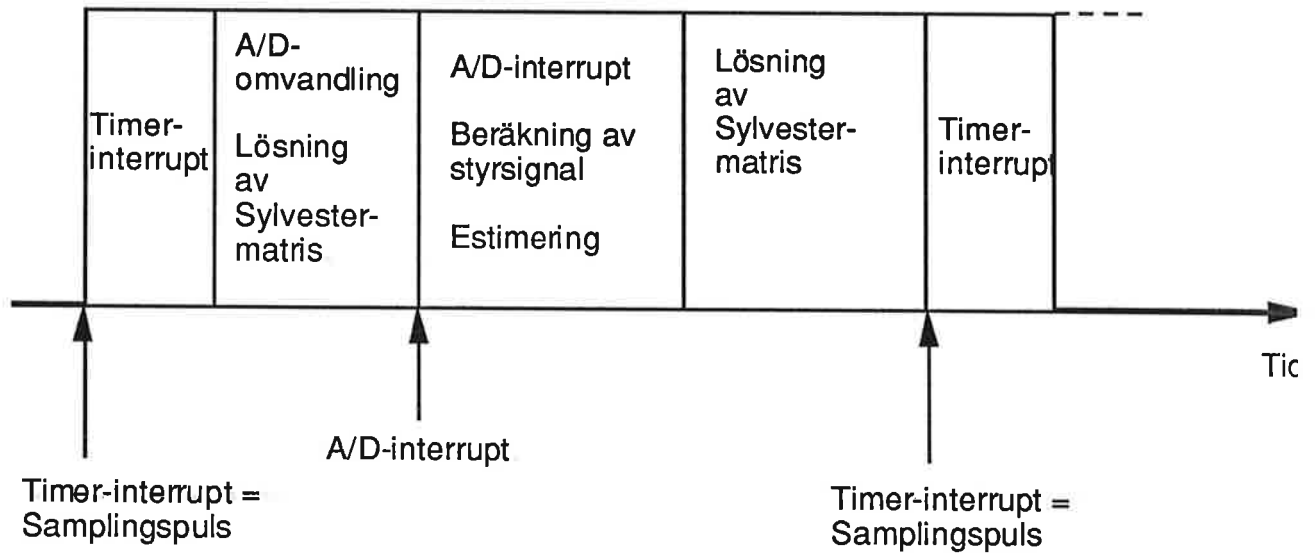 Timer-
interrupt
A/D-
omvandling
Lösning
av
Sylvester-
matris
A/D-interrupt
Beräkning av
styrsignal
Estimering
Lösning
av
Sylvester-
matris
Timer-
interrupt
A/D-interrupt
Timer-interrupt =
Samplingspuls
Timer-interrupt =
Samplingspuls